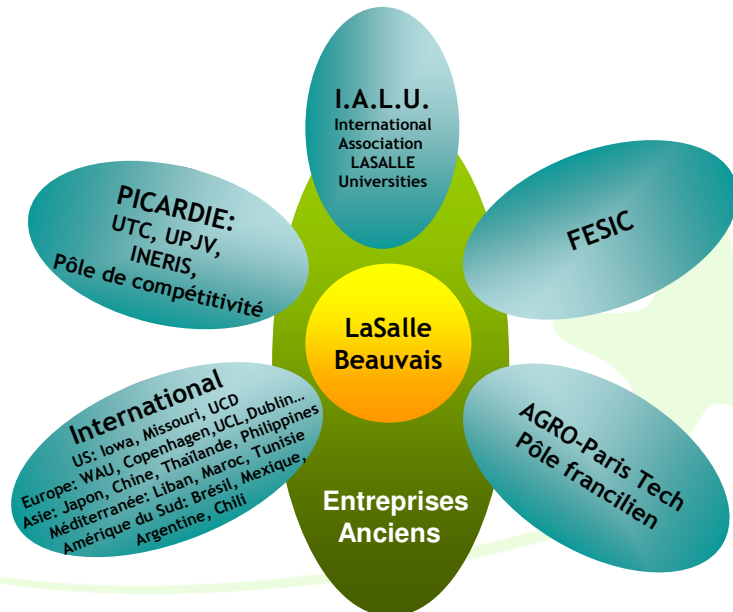 I.A.L.U.
International
Association
LASALLE
Universities
PICARDIE:
UTC, UPJV,
INERIS,
Pôle de compétitivité
FESIC
LaSalle
Beauvais
International
US: Iowa, Missouri, UCD
Europe: WAU, Copenhagen,UCL,Dublin…
Asie: Japon, Chine, Thaïlande, Philippines
Méditerranée: Liban, Maroc, Tunisie
Amérique du Sud: Brésil, Mexique,
Argentine, Chili
AGRO-Paris Tech
Pôle francilien
Entreprises
Anciens